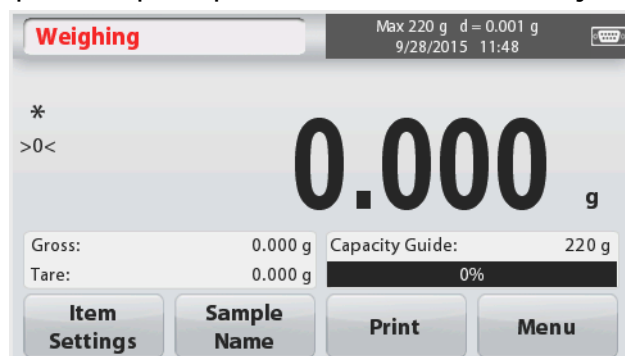 Weighing
Max 220 g d = 0.001 g
9/28/2015 11:48
*
>0<
0.000 g
Gross: 0.000 g
Tare: 0.000 g
Capacity Guide: 220 g
0%
Item Settings
Sample Name
Print
Menu